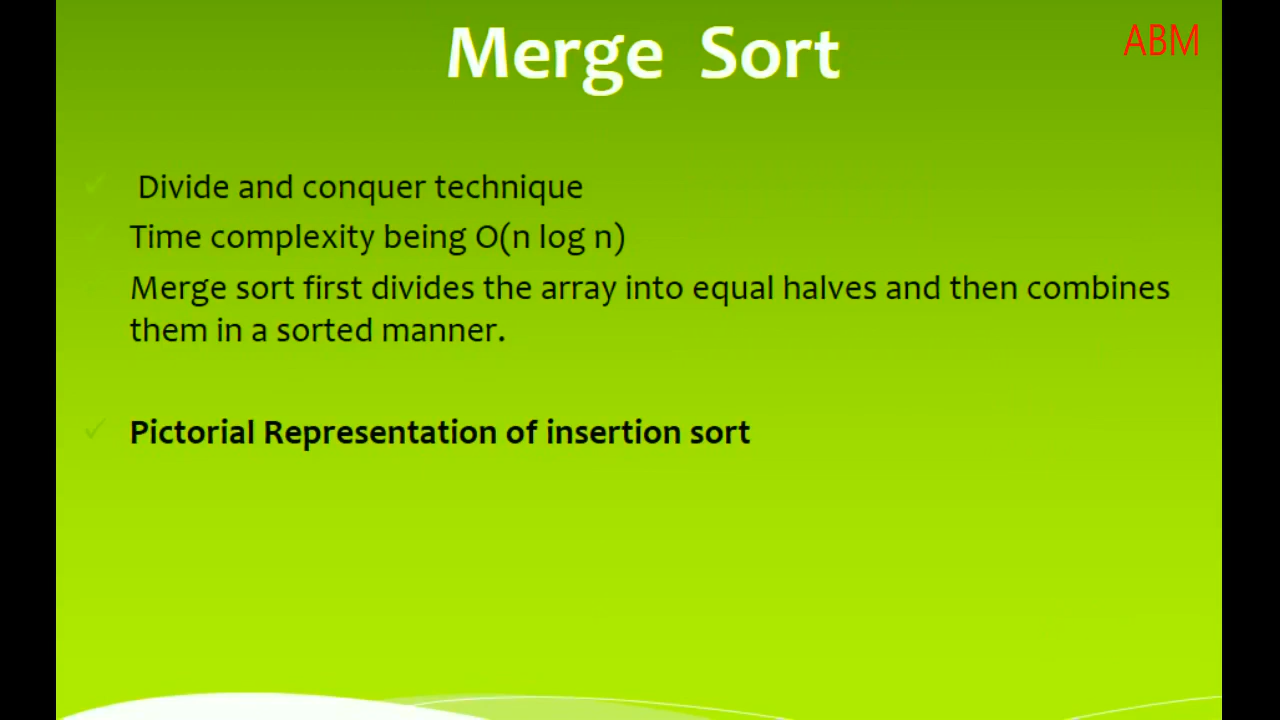 Merge Sort
ABM
Divide and conquer technique
Time complexity being O(n log n)
Merge sort first divides the array into equal halves and then combines
them in a sorted manner.
Pictorial Representation of insertion sort